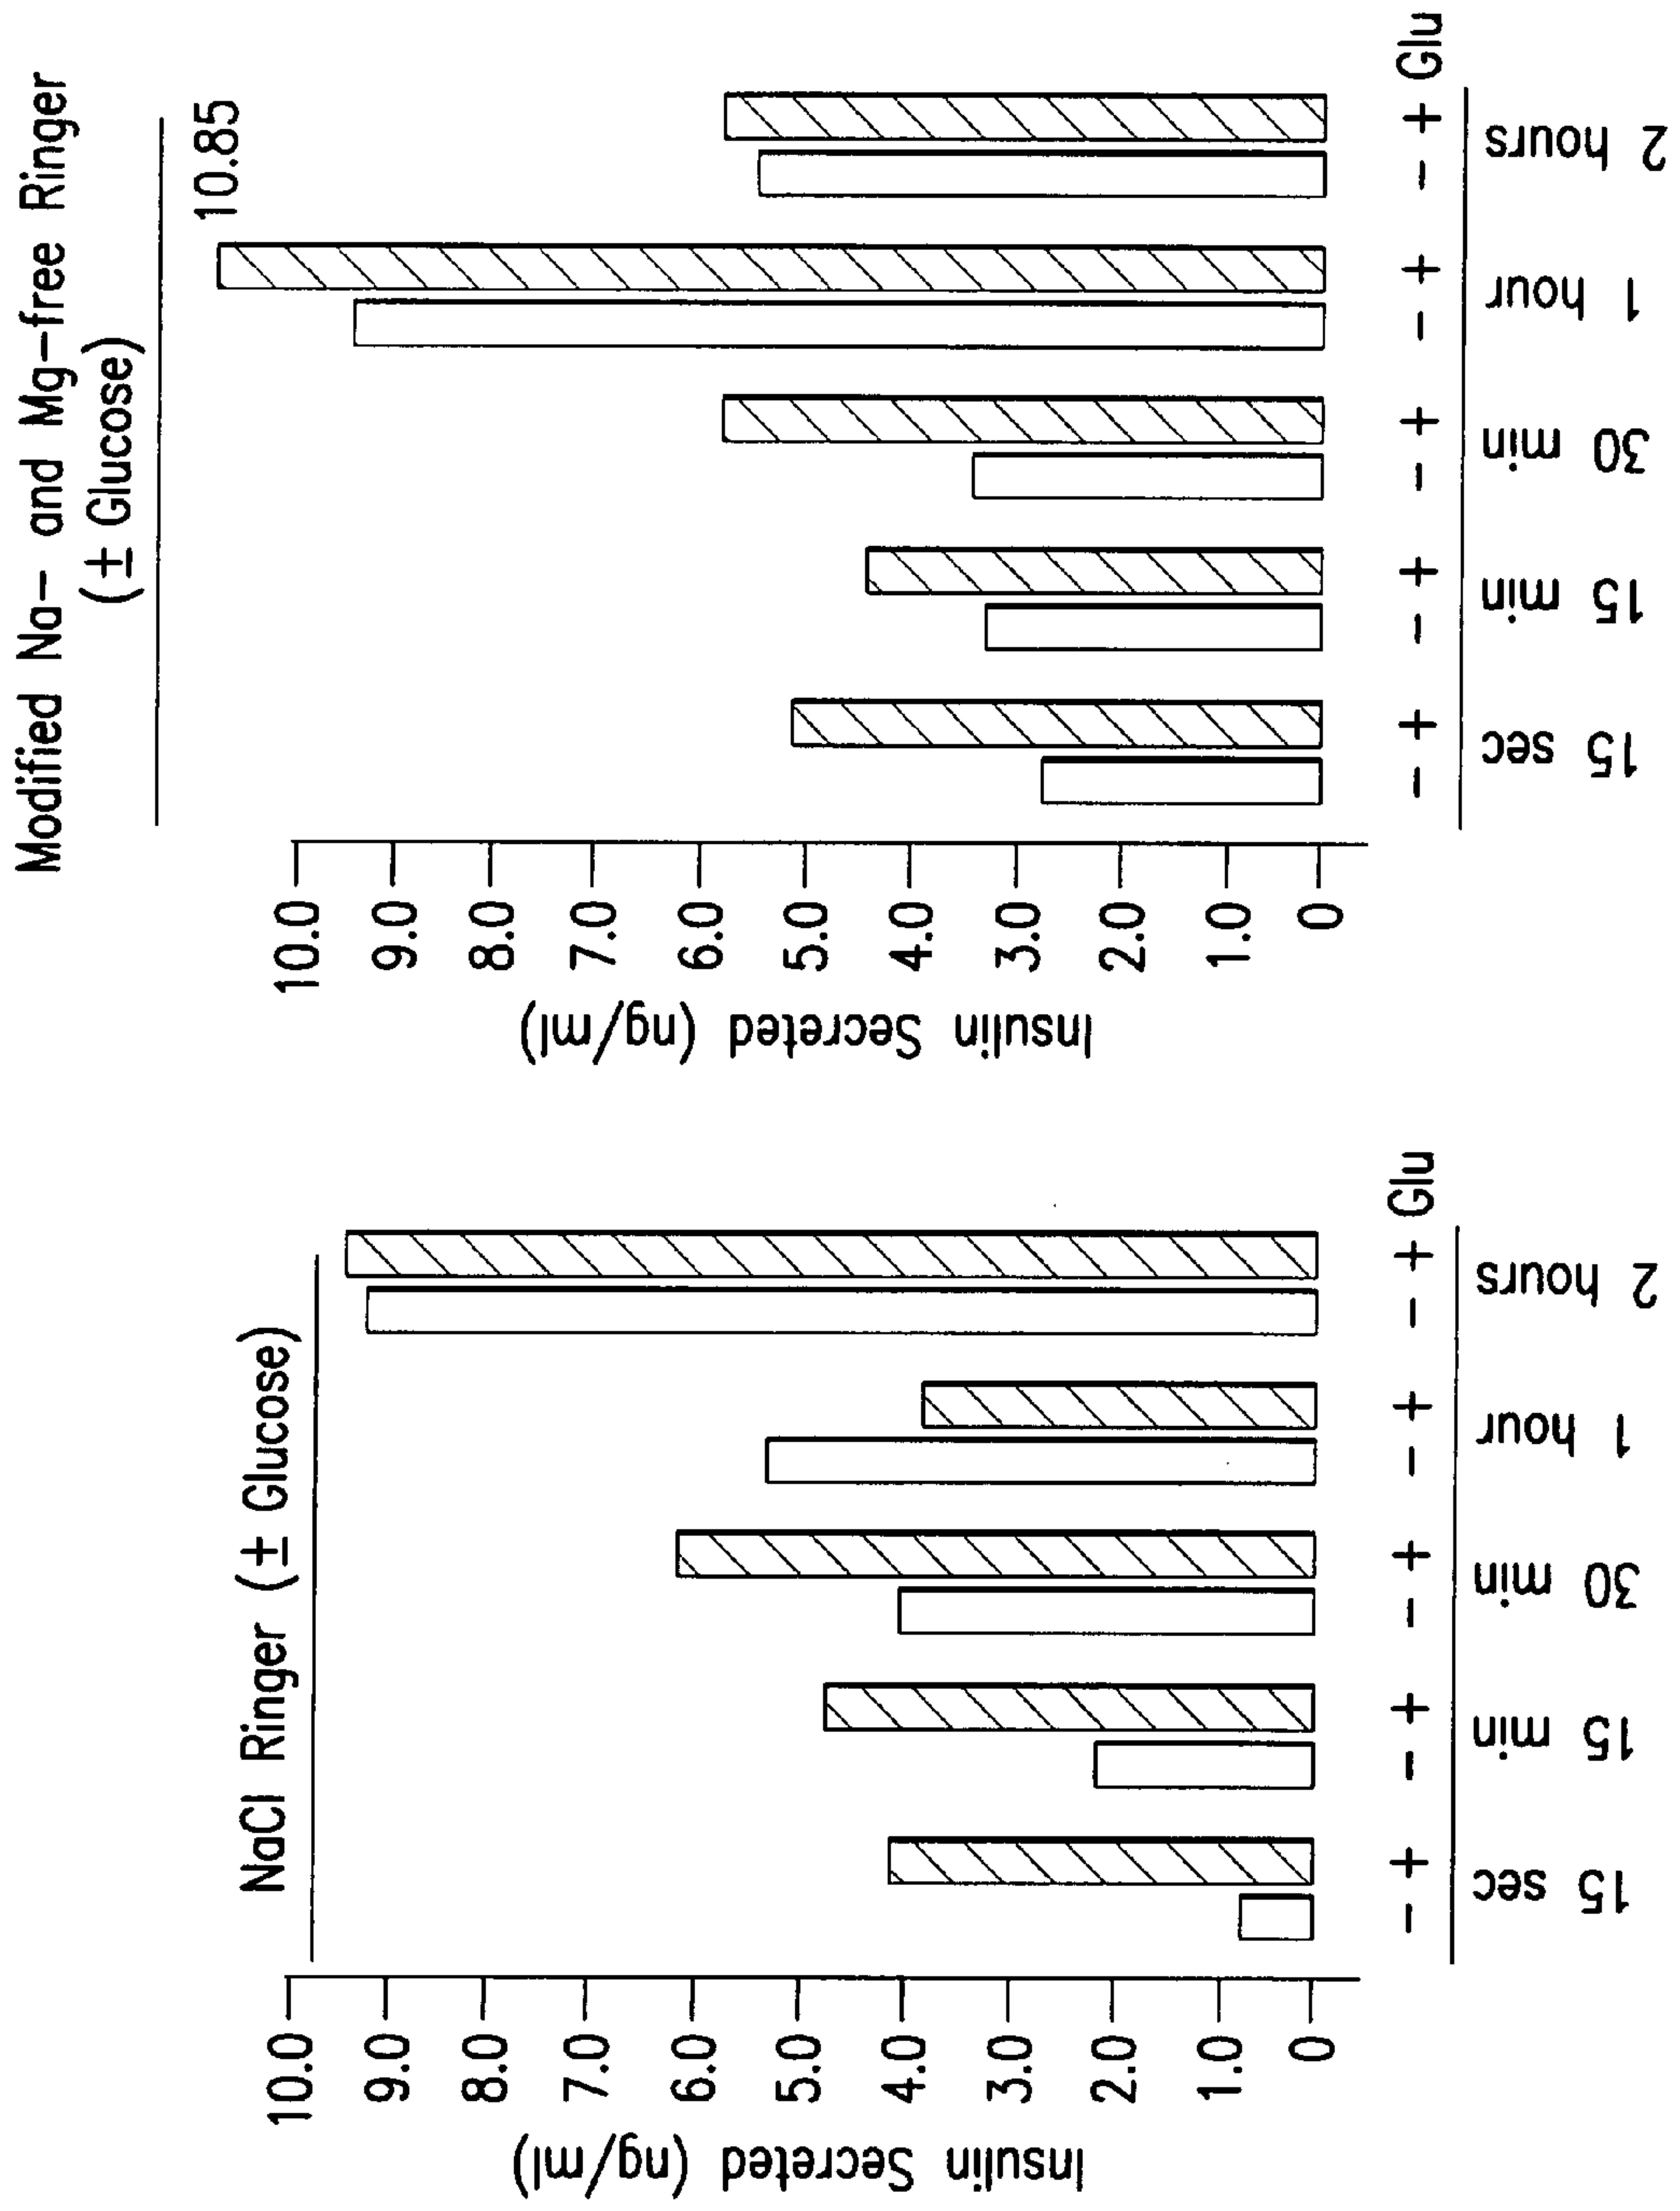 NaCl Ringer (± Glucose)
Insulin Secreted (ng/ml)
10.0
9.0
8.0
7.0
6.0
5.0
4.0
3.0
2.0
1.0
0
- + - + - + - + - + Glu
15 sec 15 min 30 min 1 hour 2 hours
Modified Na- and Mg-free Ringer
(± Glucose)
10.85
Insulin Secreted (ng/ml)
10.0
9.0
8.0
7.0
6.0
5.0
4.0
3.0
2.0
1.0
0
- + - + - + - + - + Glu
15 sec 15 min 30 min 1 hour 2 hours